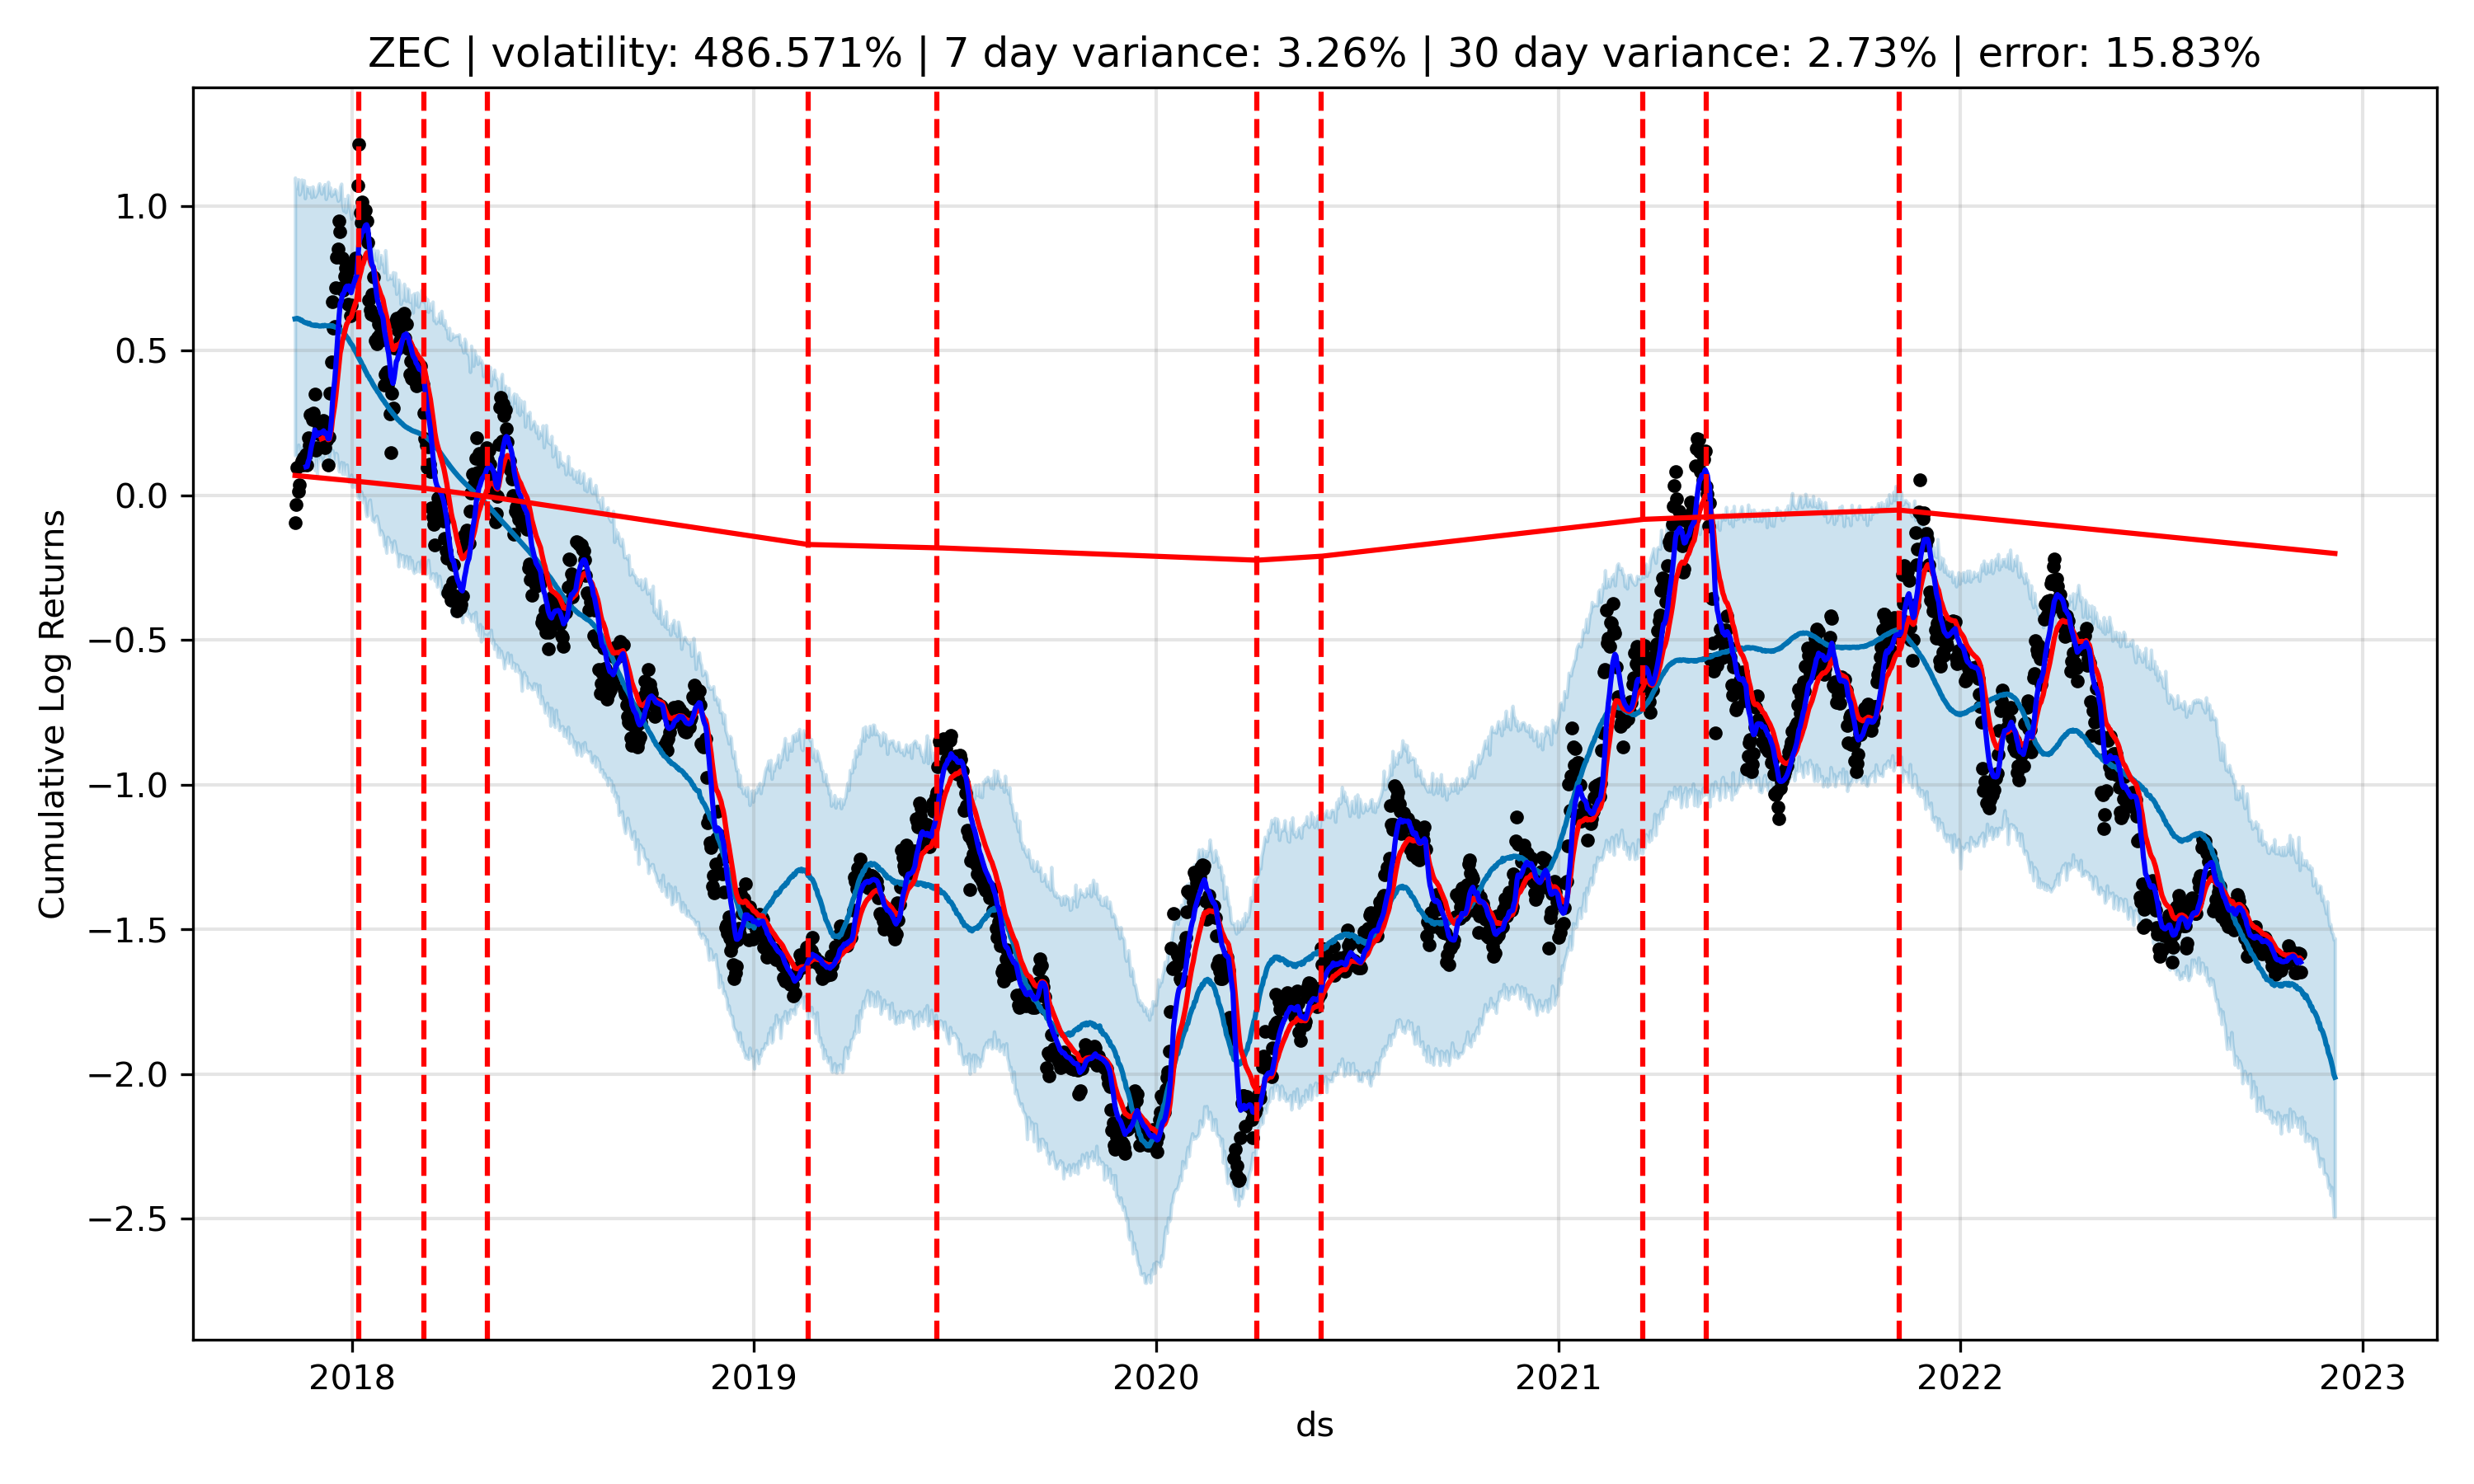 ZEC | volatility: 486.571% | 7 day variance: 3.26% | 30 day variance: 2.73% | error: 15.83%
Cumulative Log Returns
1.0
0.5
0.0
−0.5
−1.0
−1.5
−2.0
−2.5
2018 2019 2020 2021 2022 2023
ds